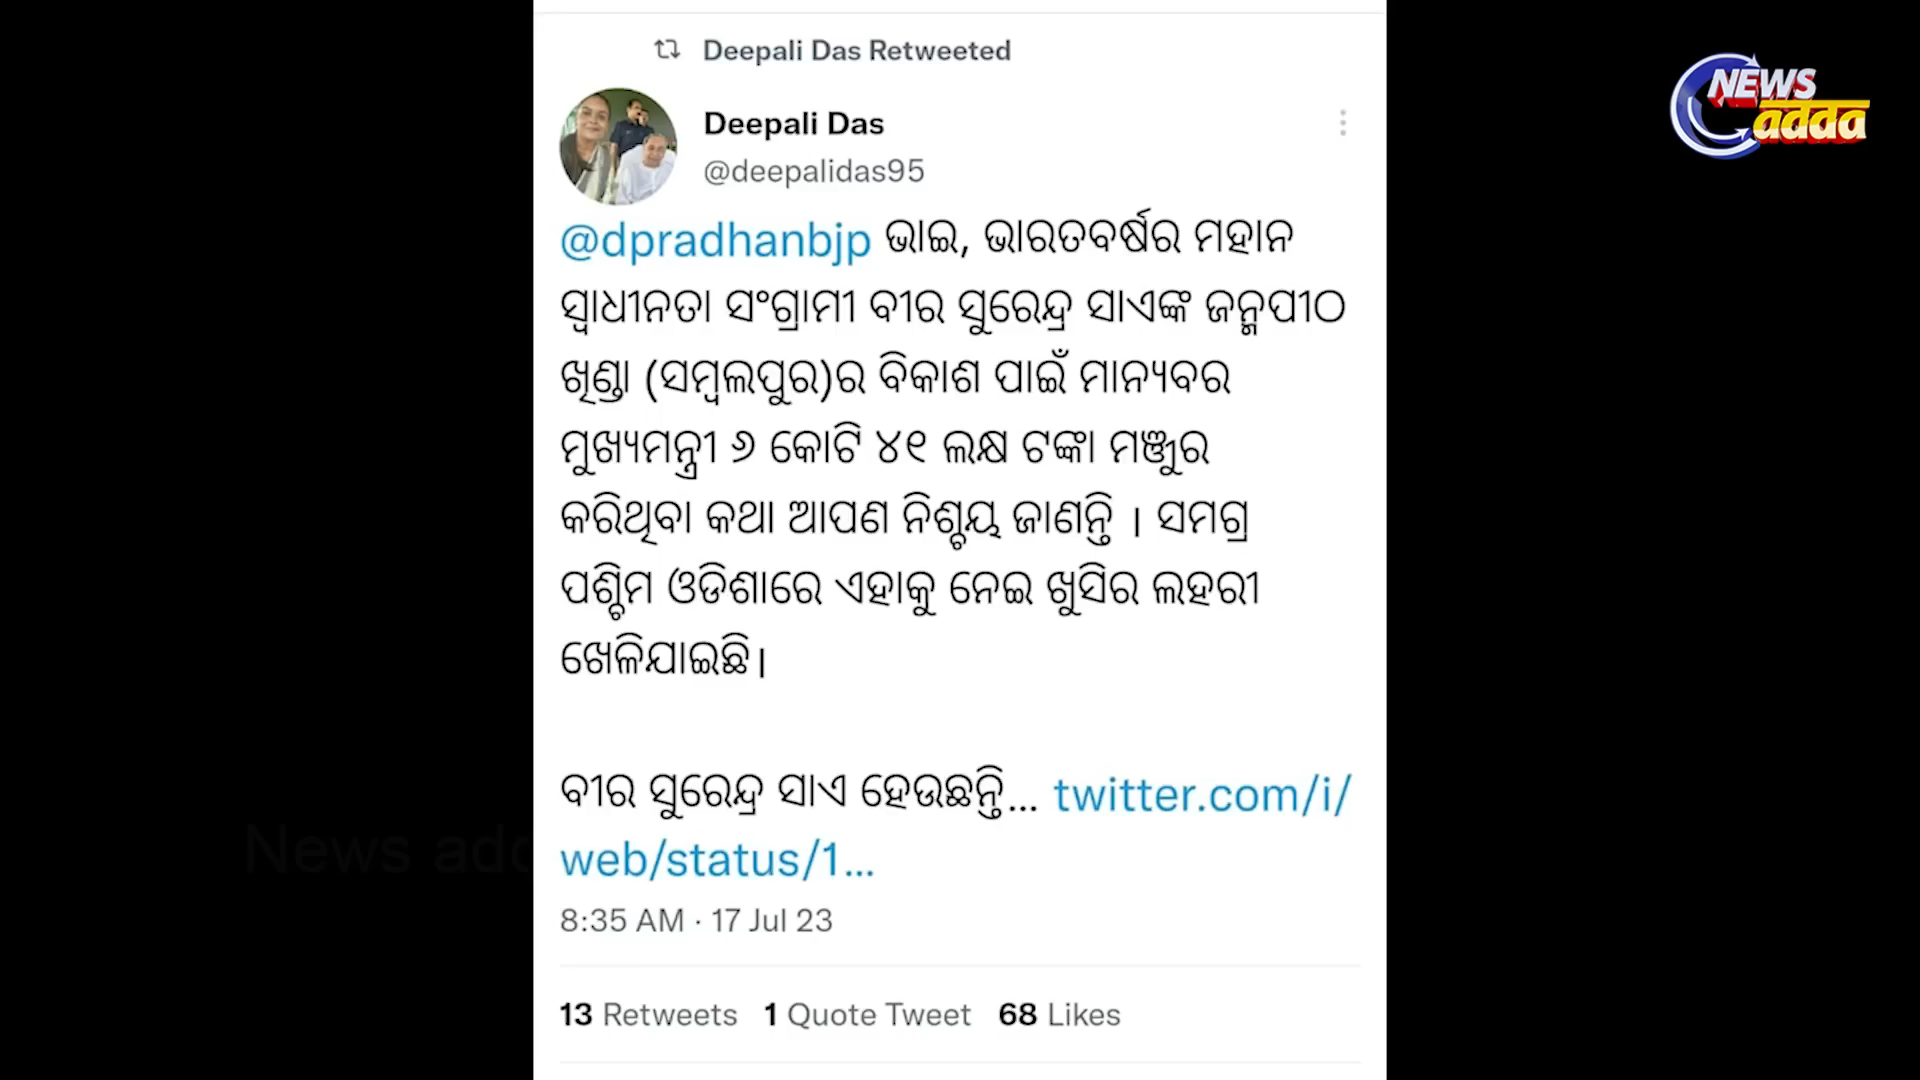 Deepali Das Retweeted
NEWS
adda
Deepali Das
@deepalidas95
@dpradhanbjp ଭାଇ, ଭାରତବର୍ଷର ମହାନ
ସ୍ୱାଧୀନତା ସଂଗ୍ରାମୀ ବୀର ସୁରେନ୍ଦ୍ର ସାଏଙ୍କ ଜନ୍ମପୀଠ
ଖିଣ୍ଡା (ସମ୍ବଲପୁର)ର ବିକାଶ ପାଇଁ ମାନ୍ୟବର
ମୁଖ୍ୟମନ୍ତ୍ରୀ ୬ କୋଟି ୪୧ ଲକ୍ଷ ଟଙ୍କା ମଞ୍ଜୁର
କରିଥିବା କଥା ଆପଣ ନିଶ୍ଚୟ ଜାଣନ୍ତି । ସମଗ୍ର
ପଶ୍ଚିମ ଓଡିଶାରେ ଏହାକୁ ନେଇ ଖୁସିର ଲହରୀ
ଖେଳିଯାଇଛି।
ବୀର ସୁରେନ୍ଦ୍ର ସାଏ ହେଉଛନ୍ତି... twitter.com/i/
web/status/1...
News add
8:35 AM · 17 Jul 23
13 Retweets 1 Quote Tweet 68 Likes